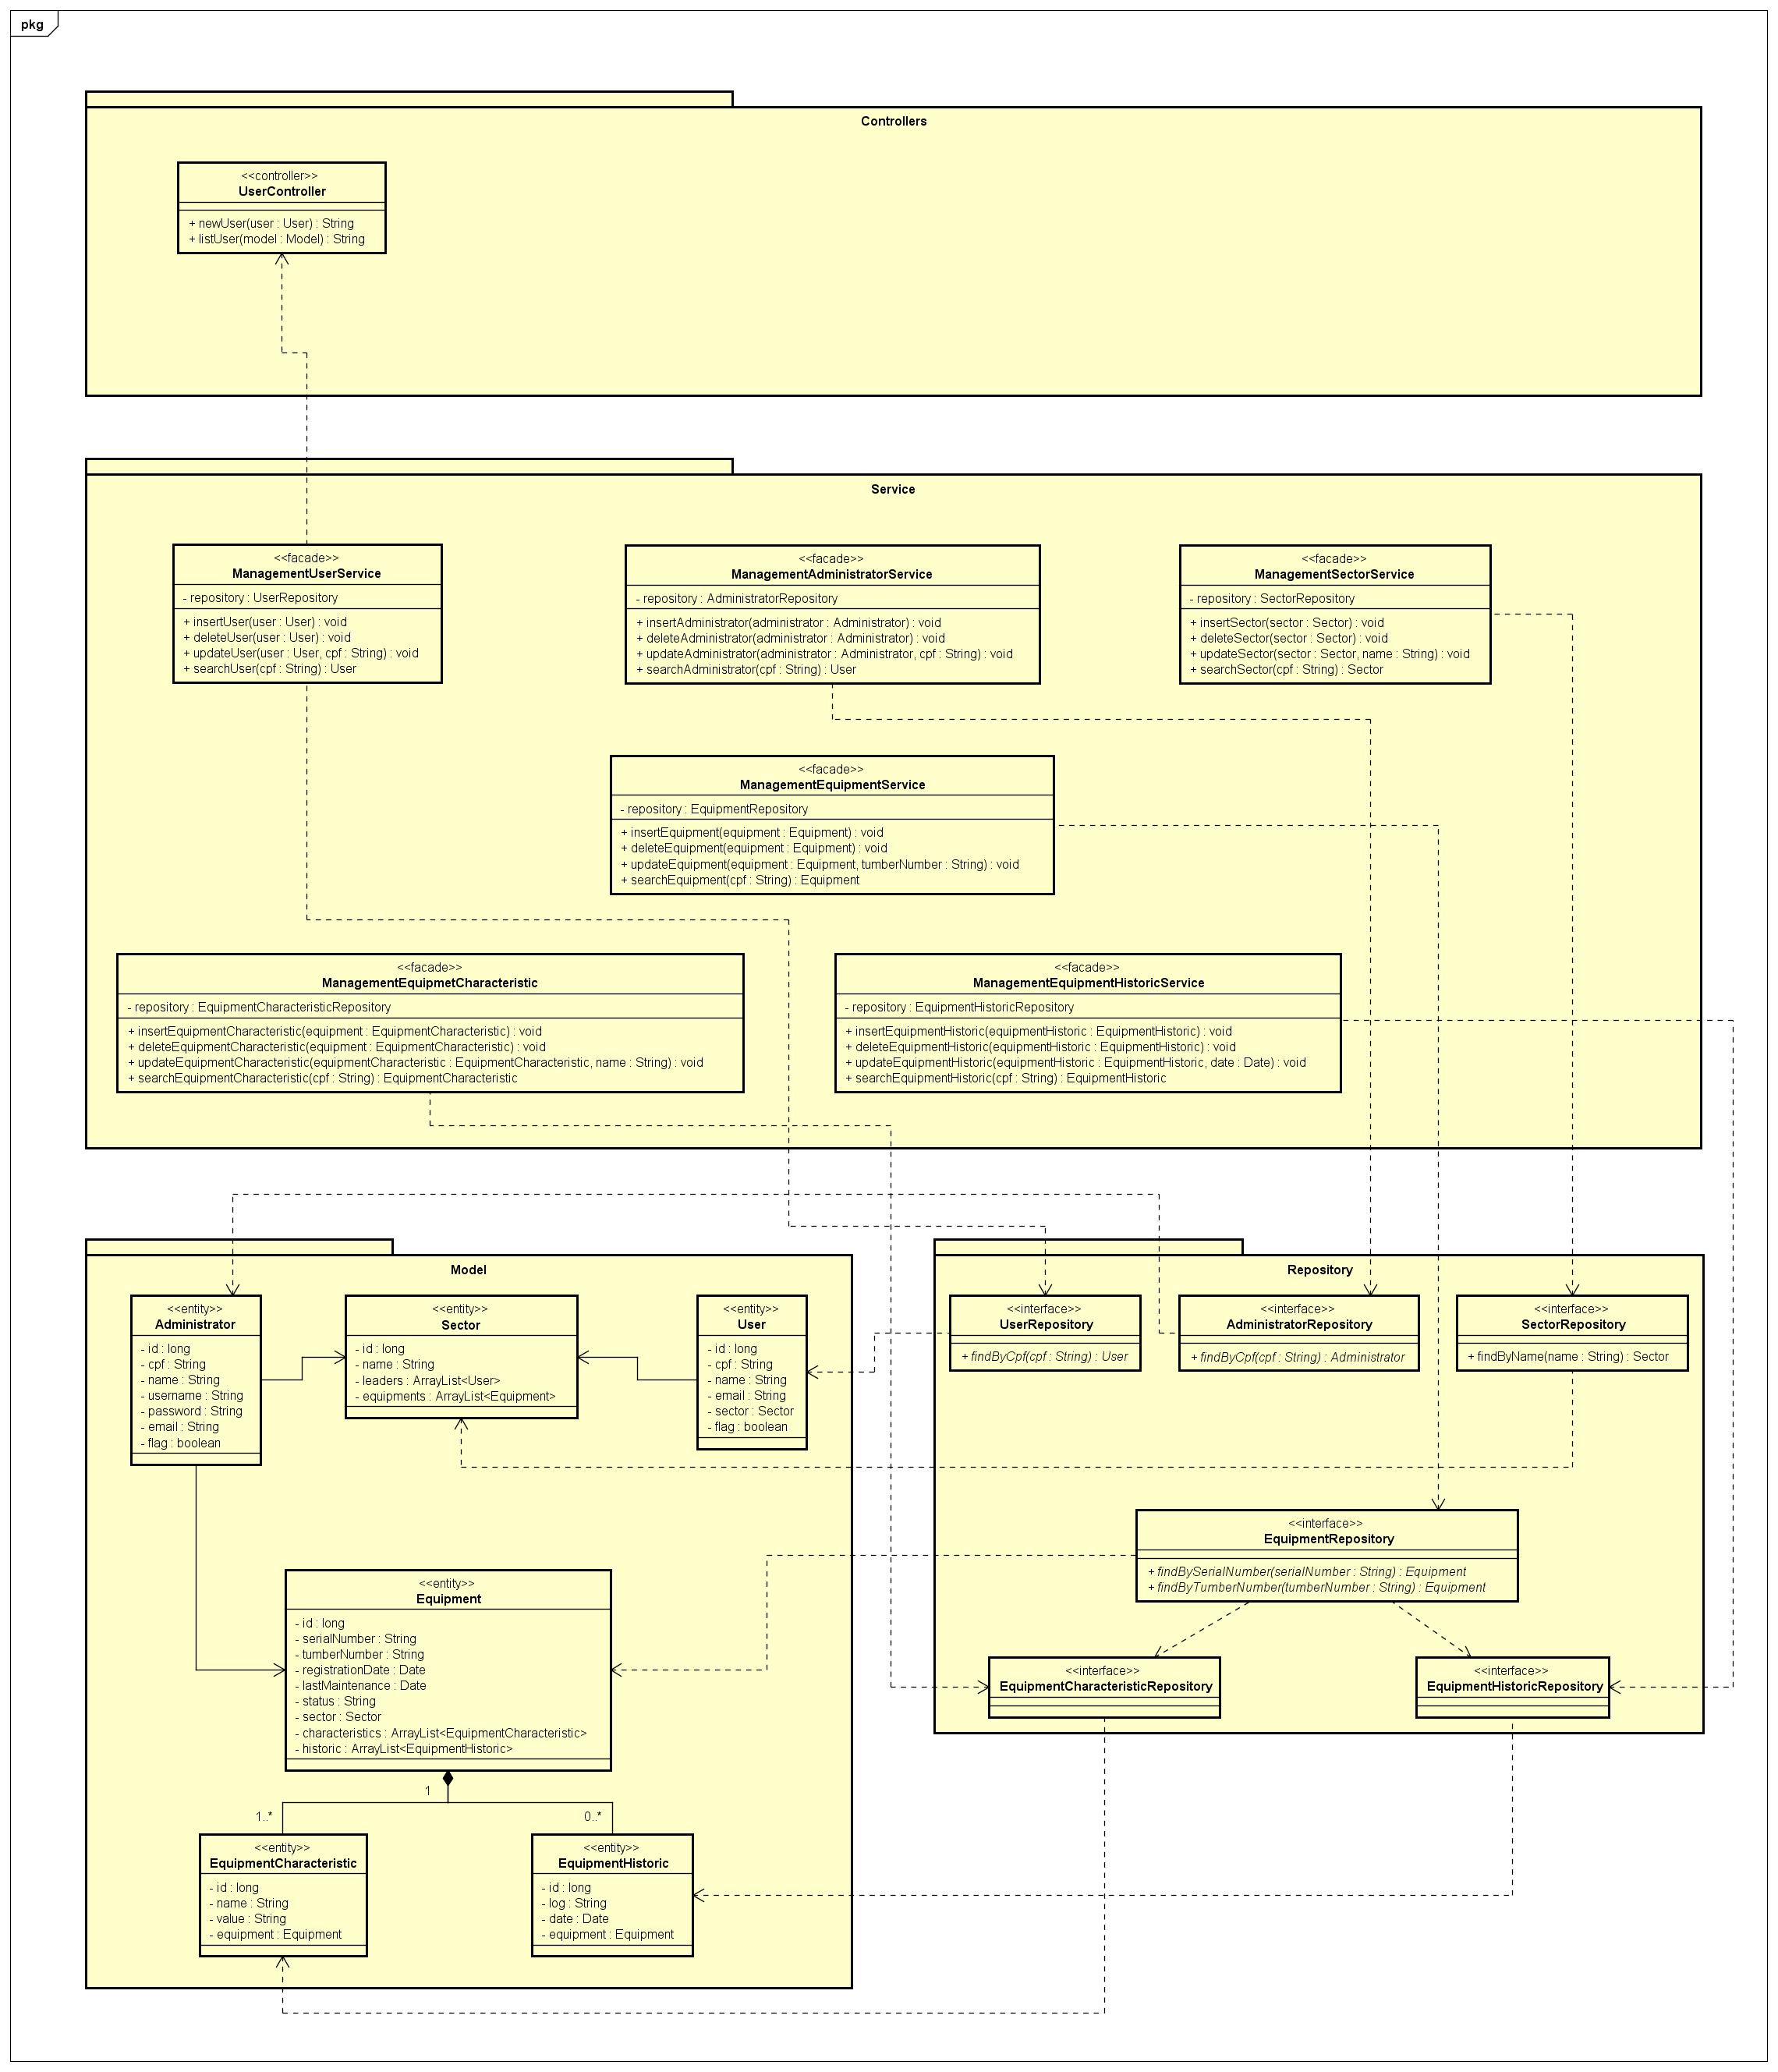 pkg
Controllers
<<controller>>
UserController
+ newUser(user : User) : String
+ listUser(model : Model) : String
Service
<<facade>>
ManagementUserService
- repository : UserRepository
+ insertUser(user : User) : void
+ deleteUser(user : User) : void
+ updateUser(user : User, cpf : String) : void
+ searchUser(cpf : String) : User
<<facade>>
ManagementAdministratorService
- repository : AdministratorRepository
+ insertAdministrator(administrator : Administrator) : void
+ deleteAdministrator(administrator : Administrator) : void
+ updateAdministrator(administrator : Administrator, cpf : String) : void
+ searchAdministrator(cpf : String) : User
<<facade>>
ManagementSectorService
- repository : SectorRepository
+ insertSector(sector : Sector) : void
+ deleteSector(sector : Sector) : void
+ updateSector(sector : Sector, name : String) : void
+ searchSector(cpf : String) : Sector
<<facade>>
ManagementEquipmentService
- repository : EquipmentRepository
+ insertEquipment(equipment : Equipment) : void
+ deleteEquipment(equipment : Equipment) : void
+ updateEquipment(equipment : Equipment, tumberNumber : String) : void
+ searchEquipment(cpf : String) : Equipment
<<facade>>
ManagementEquipmetCharacteristic
- repository : EquipmentCharacteristicRepository
+ insertEquipmentCharacteristic(equipment : EquipmentCharacteristic) : void
+ deleteEquipmentCharacteristic(equipment : EquipmentCharacteristic) : void
+ updateEquipmentCharacteristic(equipmentCharacteristic : EquipmentCharacteristic, name : String) : void
+ searchEquipmentCharacteristic(cpf : String) : EquipmentCharacteristic
<<facade>>
ManagementEquipmentHistoricService
- repository : EquipmentHistoricRepository
+ insertEquipmentHistoric(equipmentHistoric : EquipmentHistoric) : void
+ deleteEquipmentHistoric(equipmentHistoric : EquipmentHistoric) : void
+ updateEquipmentHistoric(equipmentHistoric : EquipmentHistoric, date : Date) : void
+ searchEquipmentHistoric(cpf : String) : EquipmentHistoric
Model
<<entity>>
Administrator
- id : long
- cpf : String
- name : String
- username : String
- password : String
- email : String
- flag : boolean
<<entity>>
Sector
- id : long
- name : String
- leaders : ArrayList<User>
- equipments : ArrayList<Equipment>
<<entity>>
User
- id : long
- cpf : String
- name : String
- email : String
- sector : Sector
- flag : boolean
<<entity>>
Equipment
- id : long
- serialNumber : String
- tumberNumber : String
- registrationDate : Date
- lastMaintenance : Date
- status : String
- sector : Sector
- characteristics : ArrayList<EquipmentCharacteristic>
- historic : ArrayList<EquipmentHistoric>
1
1..*
0..*
<<entity>>
EquipmentCharacteristic
- id : long
- name : String
- value : String
- equipment : Equipment
<<entity>>
EquipmentHistoric
- id : long
- log : String
- date : Date
- equipment : Equipment
Repository
<<interface>>
UserRepository
+ findByCpf(cpf : String) : User
<<interface>>
AdministratorRepository
+ findByCpf(cpf : String) : Administrator
<<interface>>
SectorRepository
+ findByName(name : String) : Sector
<<interface>>
EquipmentRepository
+ findBySerialNumber(serialNumber : String) : Equipment
+ findByTumberNumber(tumberNumber : String) : Equipment
<<interface>>
EquipmentCharacteristicRepository
<<interface>>
EquipmentHistoricRepository